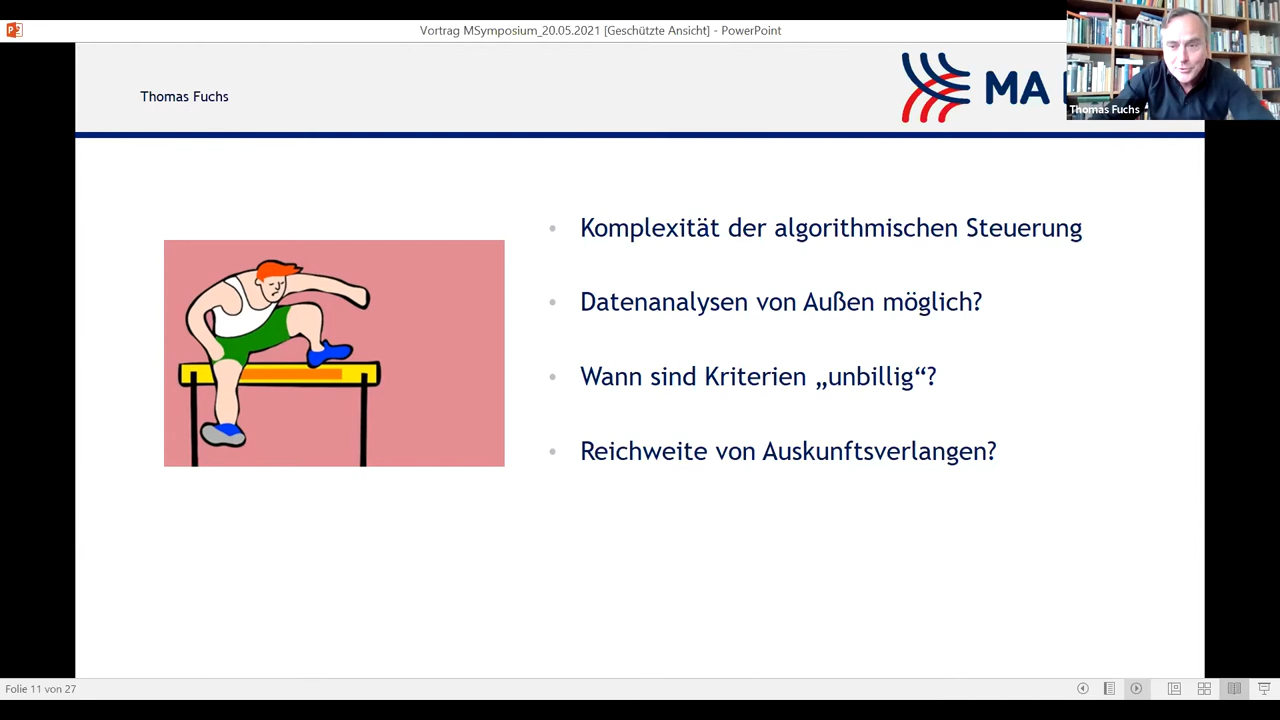 Vortrag MSymposium_20.05.2021 [Geschützte Ansicht] - PowerPoint
Thomas Fuchs
MA
Thomas Fuchs
Komplexität der algorithmischen Steuerung
Datenanalysen von Außen möglich?
Wann sind Kriterien „unbillig“?
Reichweite von Auskunftsverlangen?
Folie 11 von 27